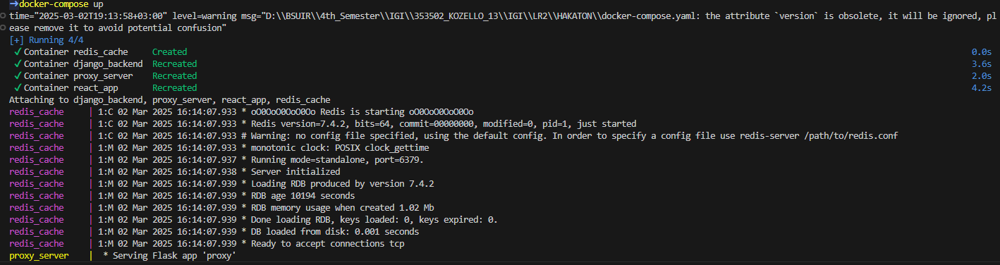 →docker-compose up
time="2025-03-02T19:13:58+03:00" level=warning msg="D:\\BSUIR\\4th_Semester\\IGI\\353502_KOZELLO_13\\IGI\\LR2\\HAKATON\\docker-compose.yaml: the attribute `version` is obsolete, it will be ignored, pl
ease remove it to avoid potential confusion"
[+] Running 4/4
✓ Container redis_cache Created 0.0s
✓ Container django_backend Recreated 3.6s
✓ Container proxy_server Recreated 2.0s
✓ Container react_app Recreated 4.2s
Attaching to django_backend, proxy_server, react_app, redis_cache
redis_cache | 1:C 02 Mar 2025 16:14:07.933 * oO0OoO0OoO0Oo Redis is starting oO0OoO0OoO0Oo
redis_cache | 1:C 02 Mar 2025 16:14:07.933 * Redis version=7.4.2, bits=64, commit=00000000, modified=0, pid=1, just started
redis_cache | 1:C 02 Mar 2025 16:14:07.933 # Warning: no config file specified, using the default config. In order to specify a config file use redis-server /path/to/redis.conf
redis_cache | 1:M 02 Mar 2025 16:14:07.933 * monotonic clock: POSIX clock_gettime
redis_cache | 1:M 02 Mar 2025 16:14:07.937 * Running mode=standalone, port=6379.
redis_cache | 1:M 02 Mar 2025 16:14:07.938 * Server initialized
redis_cache | 1:M 02 Mar 2025 16:14:07.939 * Loading RDB produced by version 7.4.2
redis_cache | 1:M 02 Mar 2025 16:14:07.939 * RDB age 10194 seconds
redis_cache | 1:M 02 Mar 2025 16:14:07.939 * RDB memory usage when created 1.02 Mb
redis_cache | 1:M 02 Mar 2025 16:14:07.939 * Done loading RDB, keys loaded: 0, keys expired: 0.
redis_cache | 1:M 02 Mar 2025 16:14:07.939 * DB loaded from disk: 0.001 seconds
redis_cache | 1:M 02 Mar 2025 16:14:07.939 * Ready to accept connections tcp
proxy_server | * Serving Flask app 'proxy'